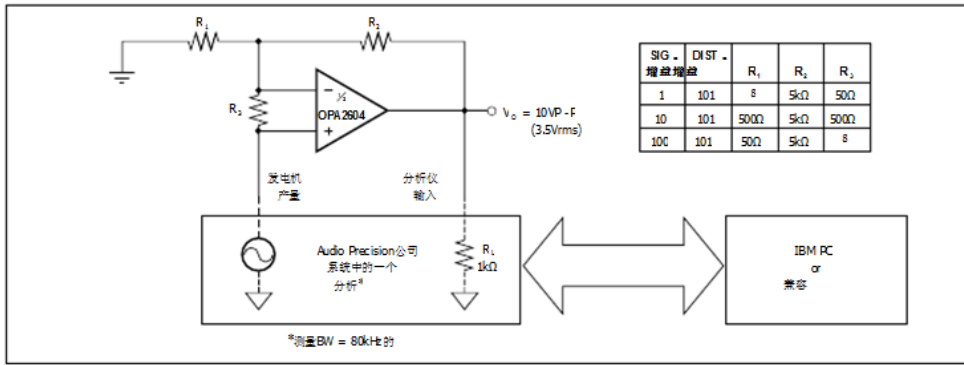 R₁
R₂
R₃
−
½
OPA2604
+
V_O = 10VP-P
(3.5Vrms)
发电机
产量
分析仪
输入
SIG. DIST.
增益增益 R₁ R₂ R₃
1 101 8 5kΩ 50Ω
10 101 500Ω 5kΩ 500Ω
100 101 50Ω 5kΩ 8
Audio Precision公司
系统中的一个
分析*
R_L
1kΩ
IBM PC
or
兼容
*测量BW = 80kHz的